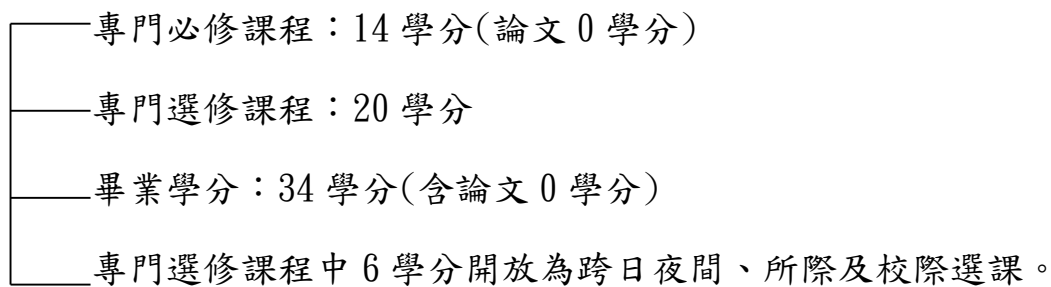 專門必修課程：14 學分(論文 0 學分)
專門選修課程：20 學分
畢業學分：34 學分(含論文 0 學分)
專門選修課程中 6 學分開放為跨日夜間、所際及校際選課。